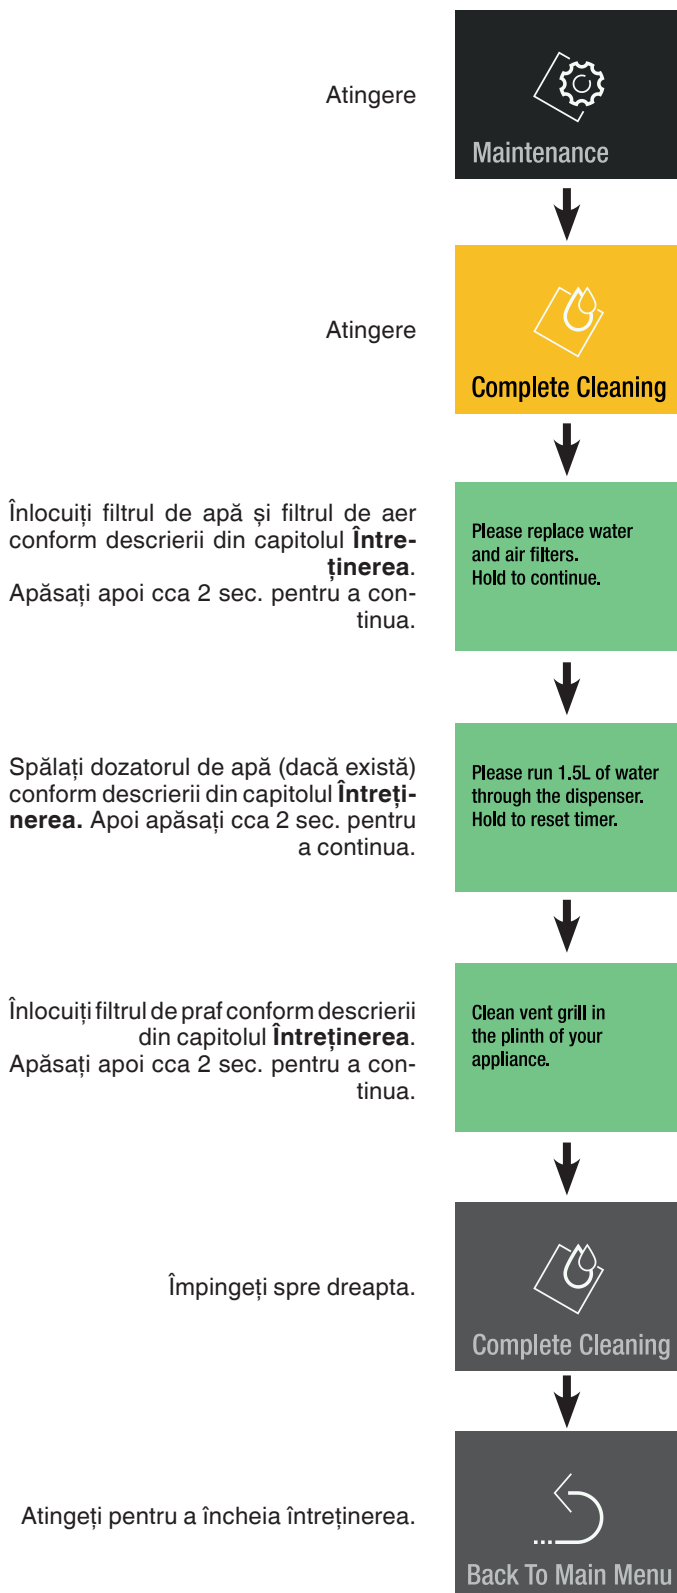 Atingere
Maintenance
Atingere
Complete Cleaning
Înlocuiți filtrul de apă și filtrul de aer
conform descrierii din capitolul Între-
ținerea.
Apăsați apoi cca 2 sec. pentru a con-
tinua.
Please replace water
and air filters.
Hold to continue.
Spălați dozatorul de apă (dacă există)
conform descrierii din capitolul Întreți-
nerea. Apoi apăsați cca 2 sec. pentru
a continua.
Please run 1.5L of water
through the dispenser.
Hold to reset timer.
Înlocuiți filtrul de praf conform descrierii
din capitolul Întreținerea.
Apăsați apoi cca 2 sec. pentru a con-
tinua.
Clean vent grill in
the plinth of your
appliance.
Împingeți spre dreapta.
Complete Cleaning
Atingeți pentru a încheia întreținerea.
Back To Main Menu